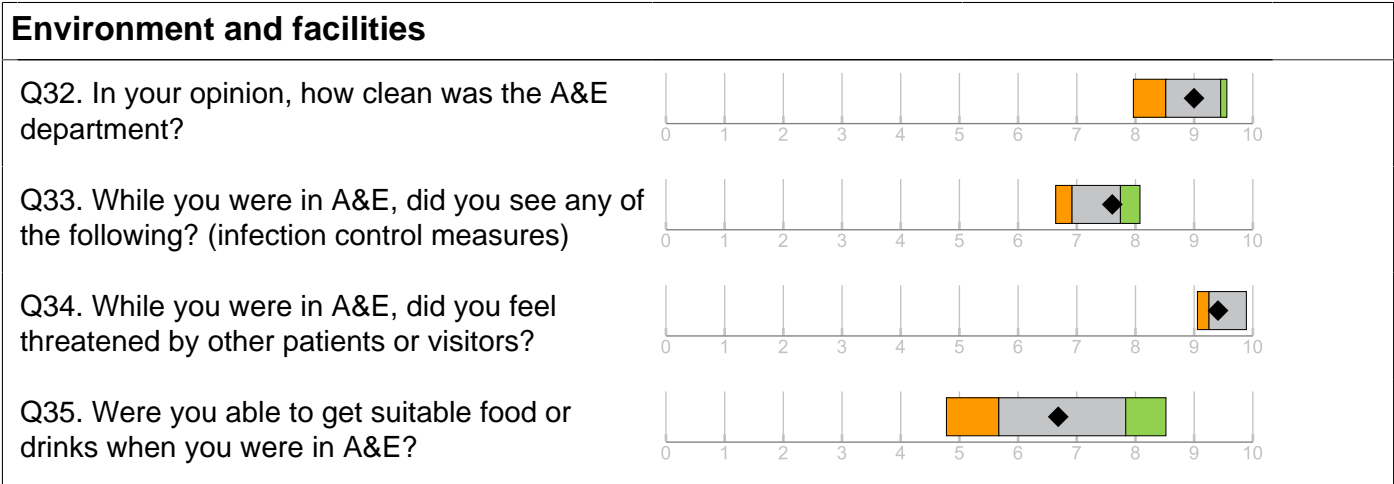 Environment and facilities
Q32. In your opinion, how clean was the A&E
department?
0 1 2 3 4 5 6 7 8 9 10
Q33. While you were in A&E, did you see any of
the following? (infection control measures)
0 1 2 3 4 5 6 7 8 9 10
Q34. While you were in A&E, did you feel
threatened by other patients or visitors?
0 1 2 3 4 5 6 7 8 9 10
Q35. Were you able to get suitable food or
drinks when you were in A&E?
0 1 2 3 4 5 6 7 8 9 10